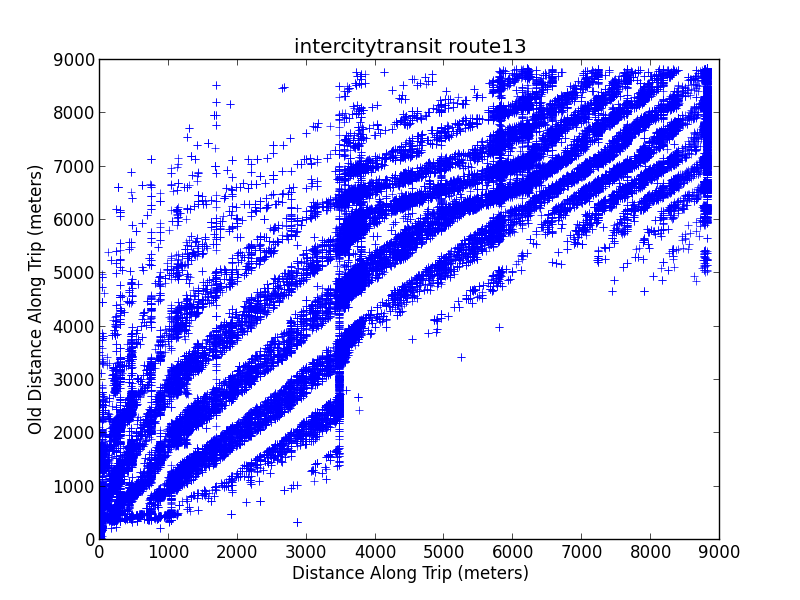 intercitytransit route13
9000
8000
7000
6000
5000
4000
3000
2000
1000
0
Old Distance Along Trip (meters)
0 1000 2000 3000 4000 5000 6000 7000 8000 9000
Distance Along Trip (meters)